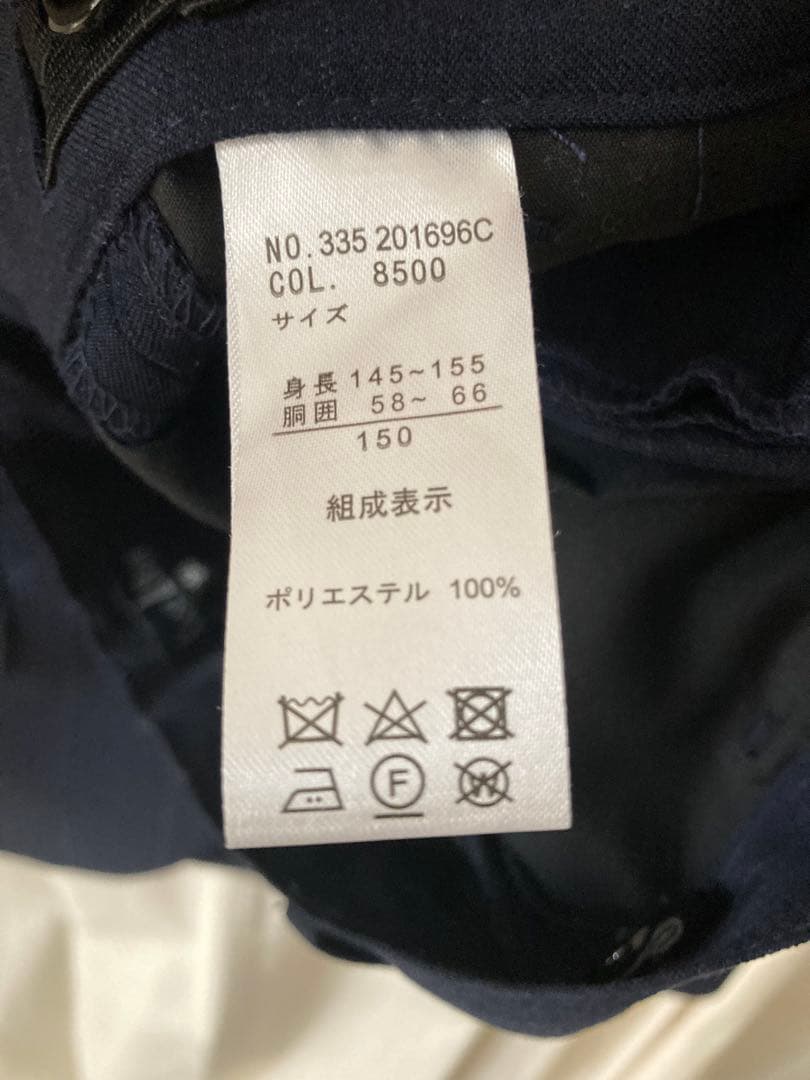 NO.335 201696C
COL. 8500
サイズ
身長 145~155
胴囲 58~ 66
150
組成表示
ポリエステル 100%
F W